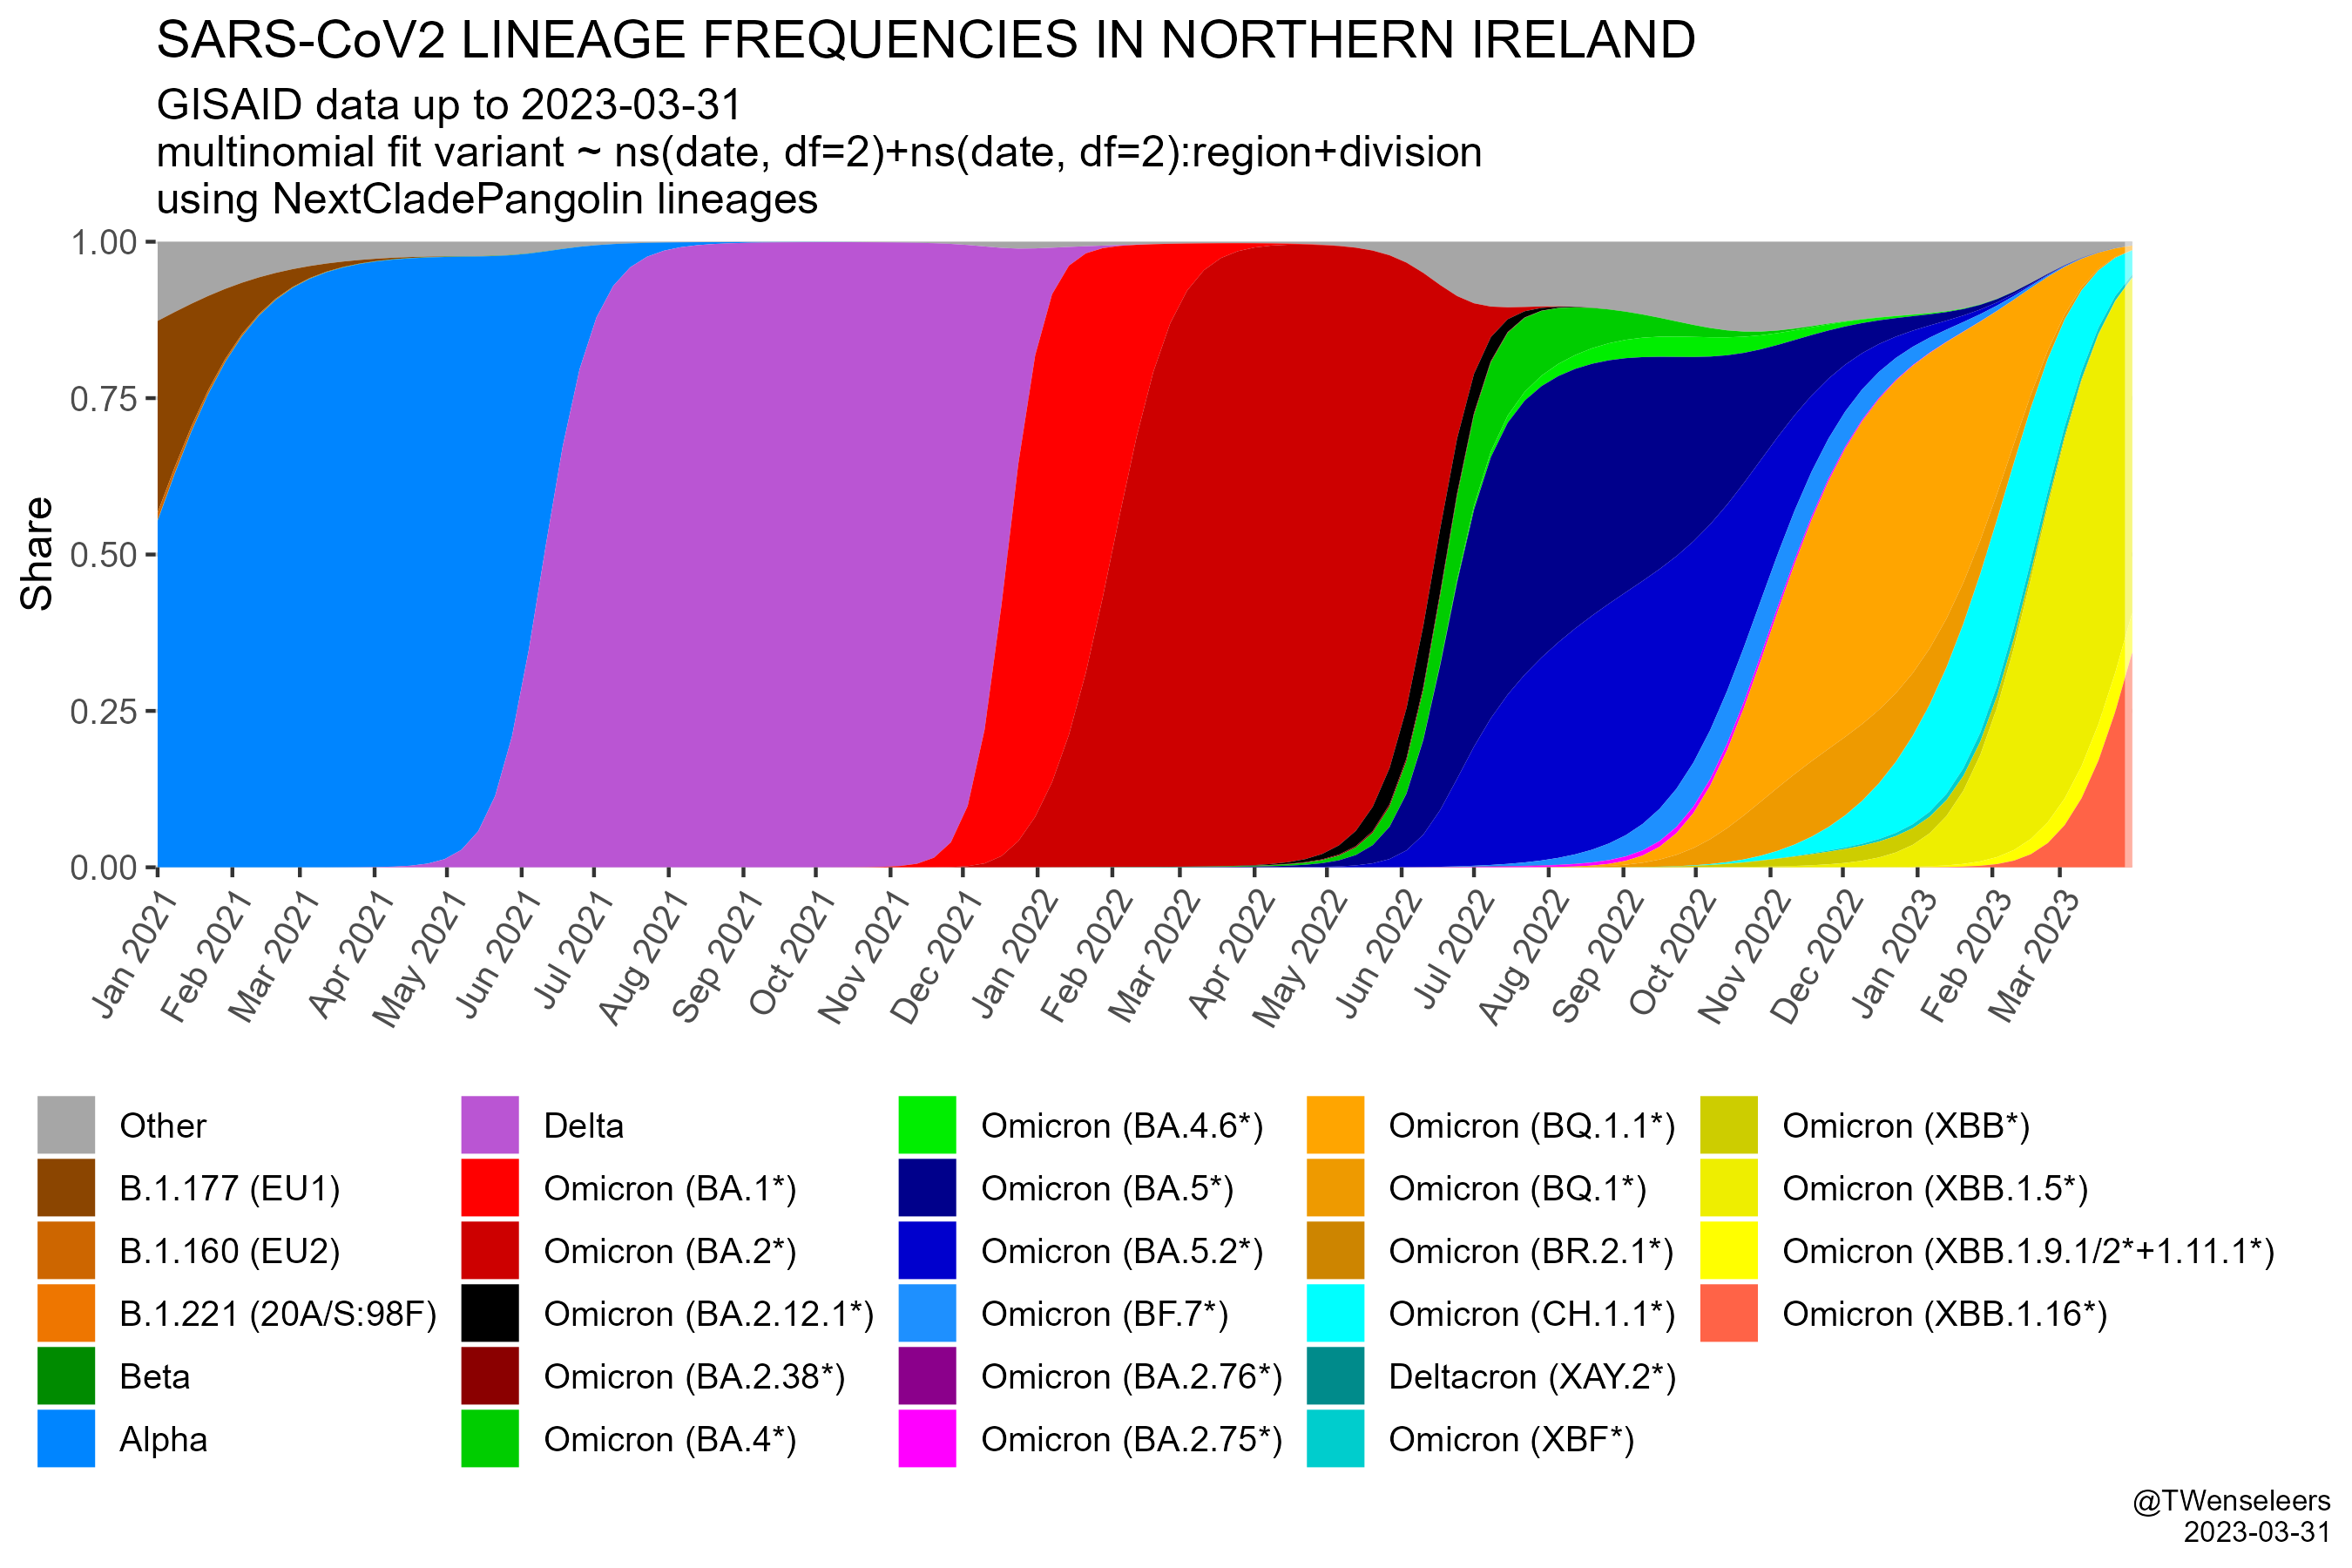 SARS-CoV2 LINEAGE FREQUENCIES IN NORTHERN IRELAND
GISAID data up to 2023-03-31
multinomial fit variant ~ ns(date, df=2)+ns(date, df=2):region+division
using NextCladePangolin lineages
Share
1.00
0.75
0.50
0.25
0.00
Jan 2021
Feb 2021
Mar 2021
Apr 2021
May 2021
Jun 2021
Jul 2021
Aug 2021
Sep 2021
Oct 2021
Nov 2021
Dec 2021
Jan 2022
Feb 2022
Mar 2022
Apr 2022
May 2022
Jun 2022
Jul 2022
Aug 2022
Sep 2022
Oct 2022
Nov 2022
Dec 2022
Jan 2023
Feb 2023
Mar 2023
Other
B.1.177 (EU1)
B.1.160 (EU2)
B.1.221 (20A/S:98F)
Beta
Alpha
Delta
Omicron (BA.1*)
Omicron (BA.2*)
Omicron (BA.2.12.1*)
Omicron (BA.2.38*)
Omicron (BA.4*)
Omicron (BA.4.6*)
Omicron (BA.5*)
Omicron (BA.5.2*)
Omicron (BF.7*)
Omicron (BA.2.76*)
Omicron (BA.2.75*)
Omicron (BQ.1.1*)
Omicron (BQ.1*)
Omicron (BR.2.1*)
Omicron (CH.1.1*)
Deltacron (XAY.2*)
Omicron (XBF*)
Omicron (XBB*)
Omicron (XBB.1.5*)
Omicron (XBB.1.9.1/2*+1.11.1*)
Omicron (XBB.1.16*)
@TWenseleers
2023-03-31